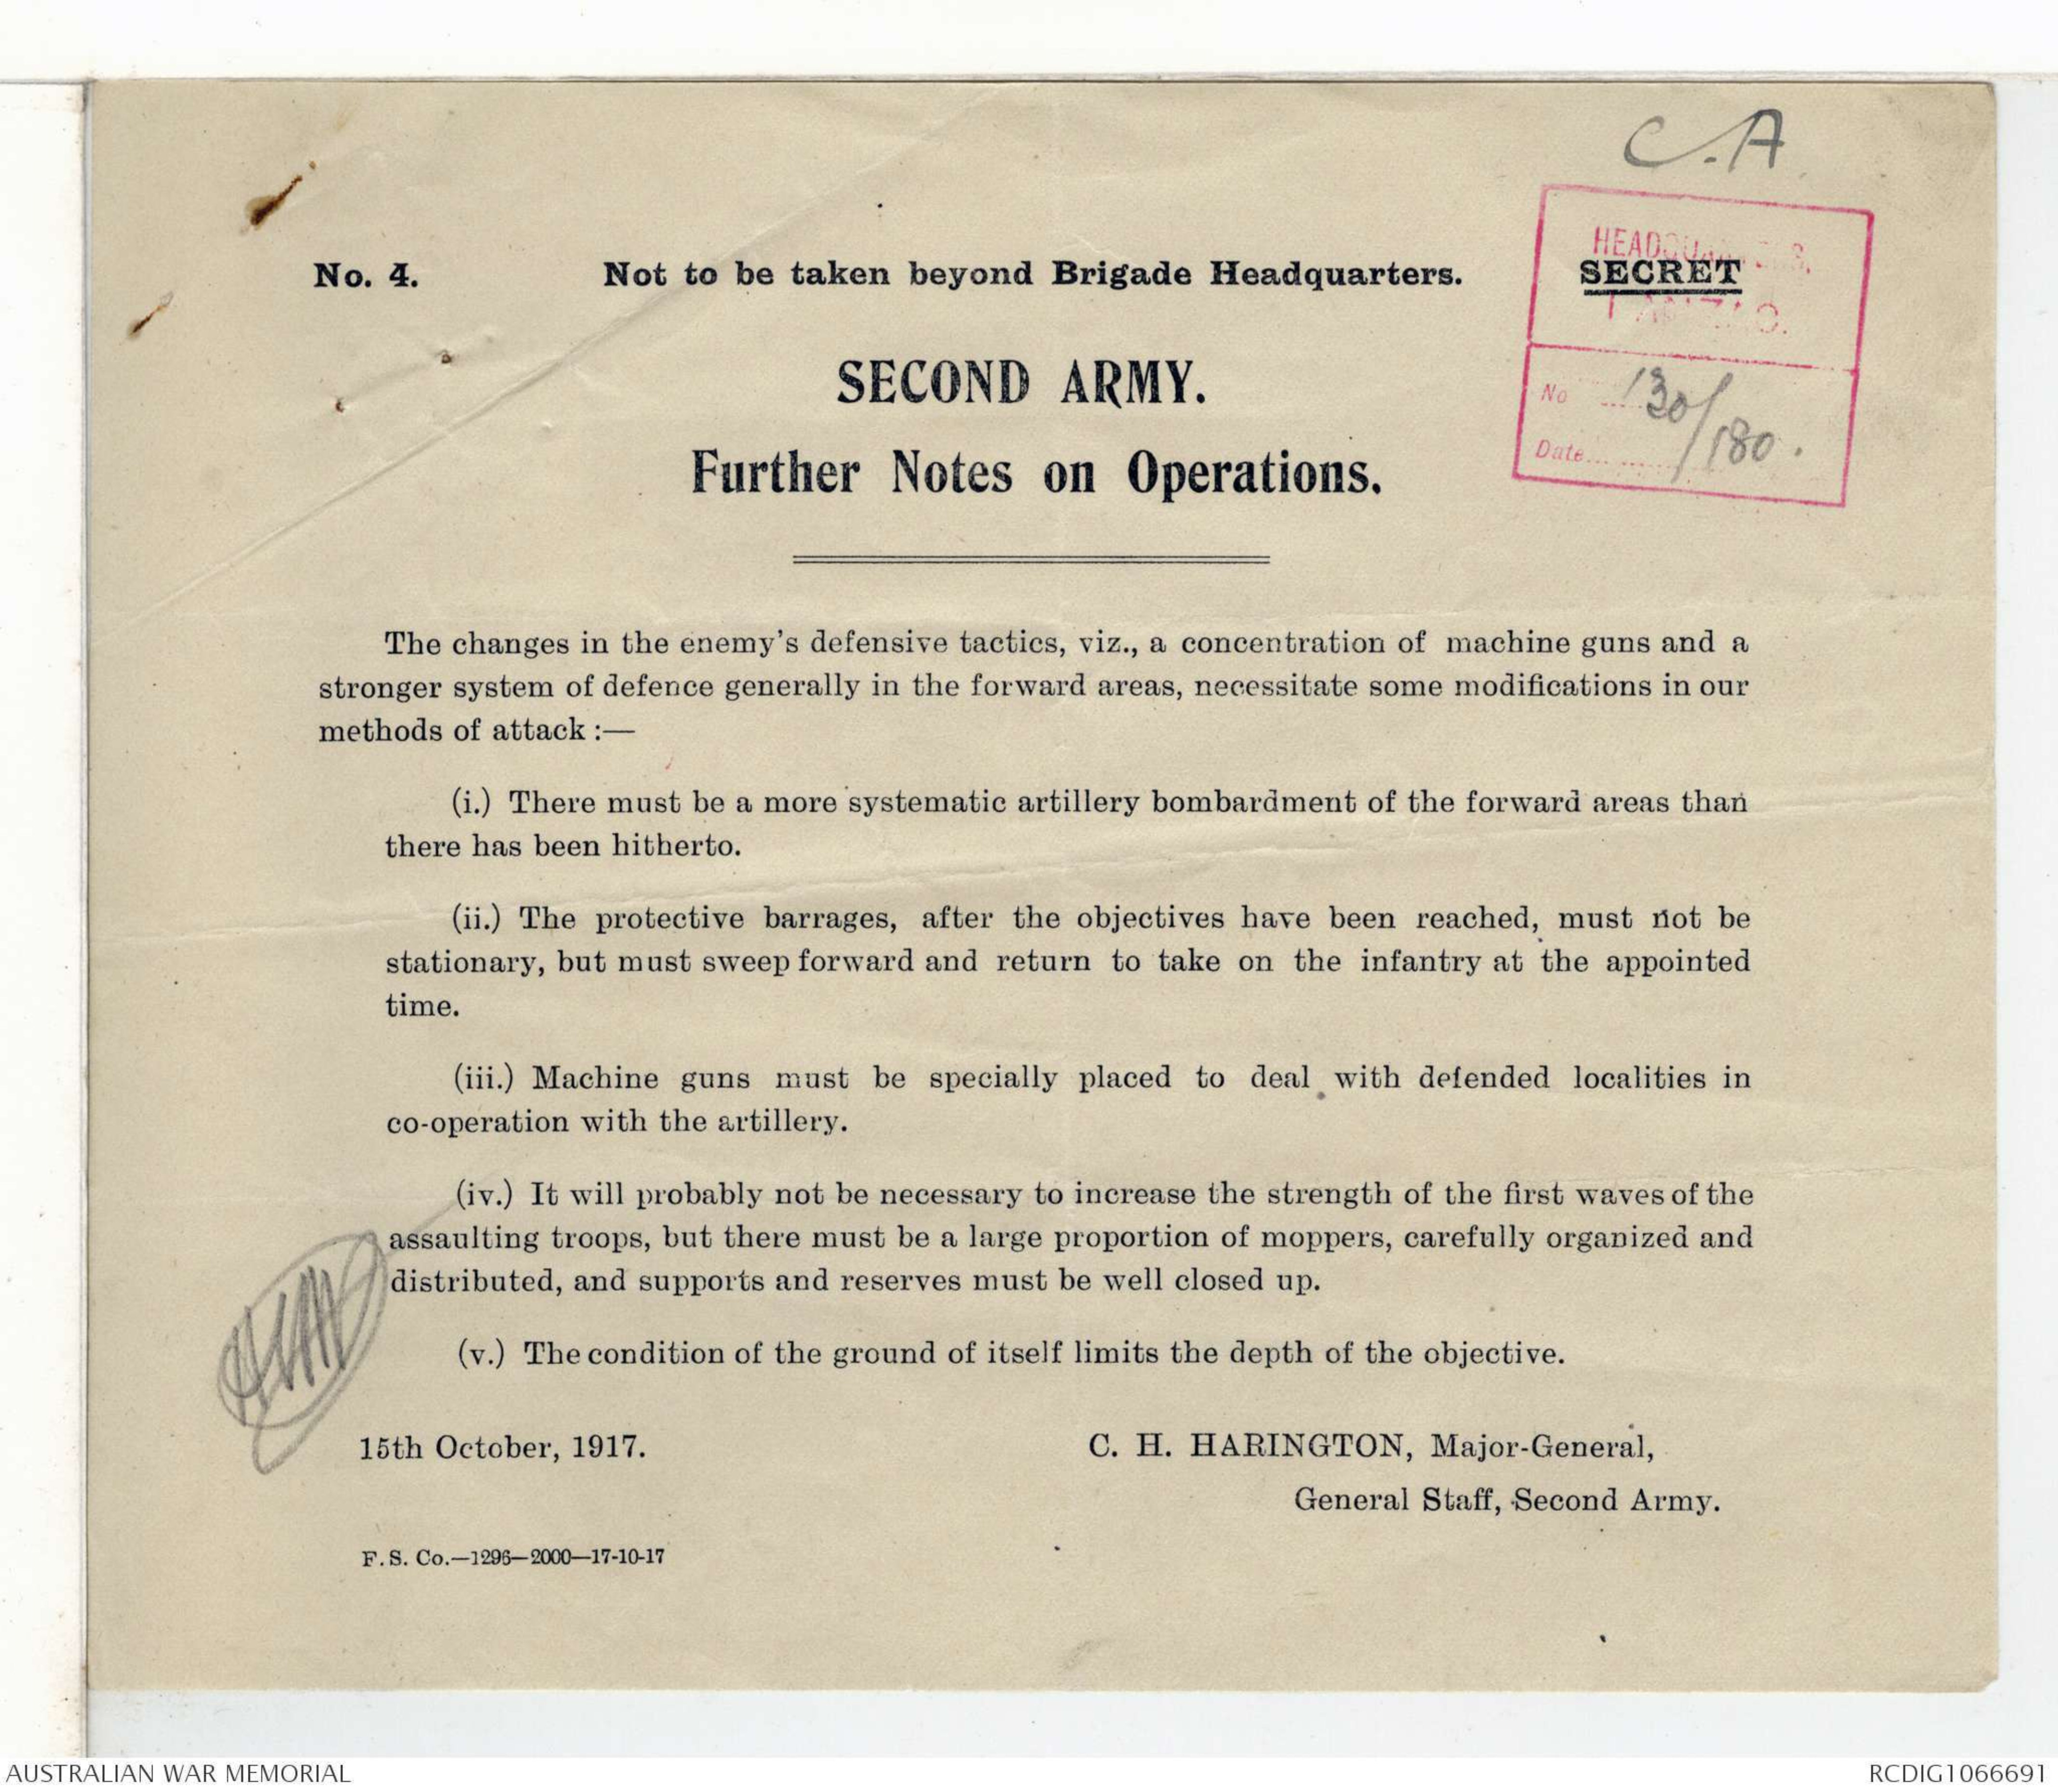 C.A
No. 4. Not to be taken beyond Brigade Headquarters. SECRET
HEADQUARTERS,
No 130/180.
Date
SECOND ARMY.
Further Notes on Operations.
The changes in the enemy's defensive tactics, viz., a concentration of machine guns and a
stronger system of defence generally in the forward areas, necessitate some modifications in our
methods of attack :—
(i.) There must be a more systematic artillery bombardment of the forward areas than
there has been hitherto.
(ii.) The protective barrages, after the objectives have been reached, must not be
stationary, but must sweep forward and return to take on the infantry at the appointed
time.
(iii.) Machine guns must be specially placed to deal with defended localities in
co-operation with the artillery.
(iv.) It will probably not be necessary to increase the strength of the first waves of the
assaulting troops, but there must be a large proportion of moppers, carefully organized and
distributed, and supports and reserves must be well closed up.
(v.) The condition of the ground of itself limits the depth of the objective.
15th October, 1917. C. H. HARINGTON, Major-General,
General Staff, Second Army.
F. S. Co.—1296—2000—17-10-17
AUSTRALIAN WAR MEMORIAL RCDIG1066691